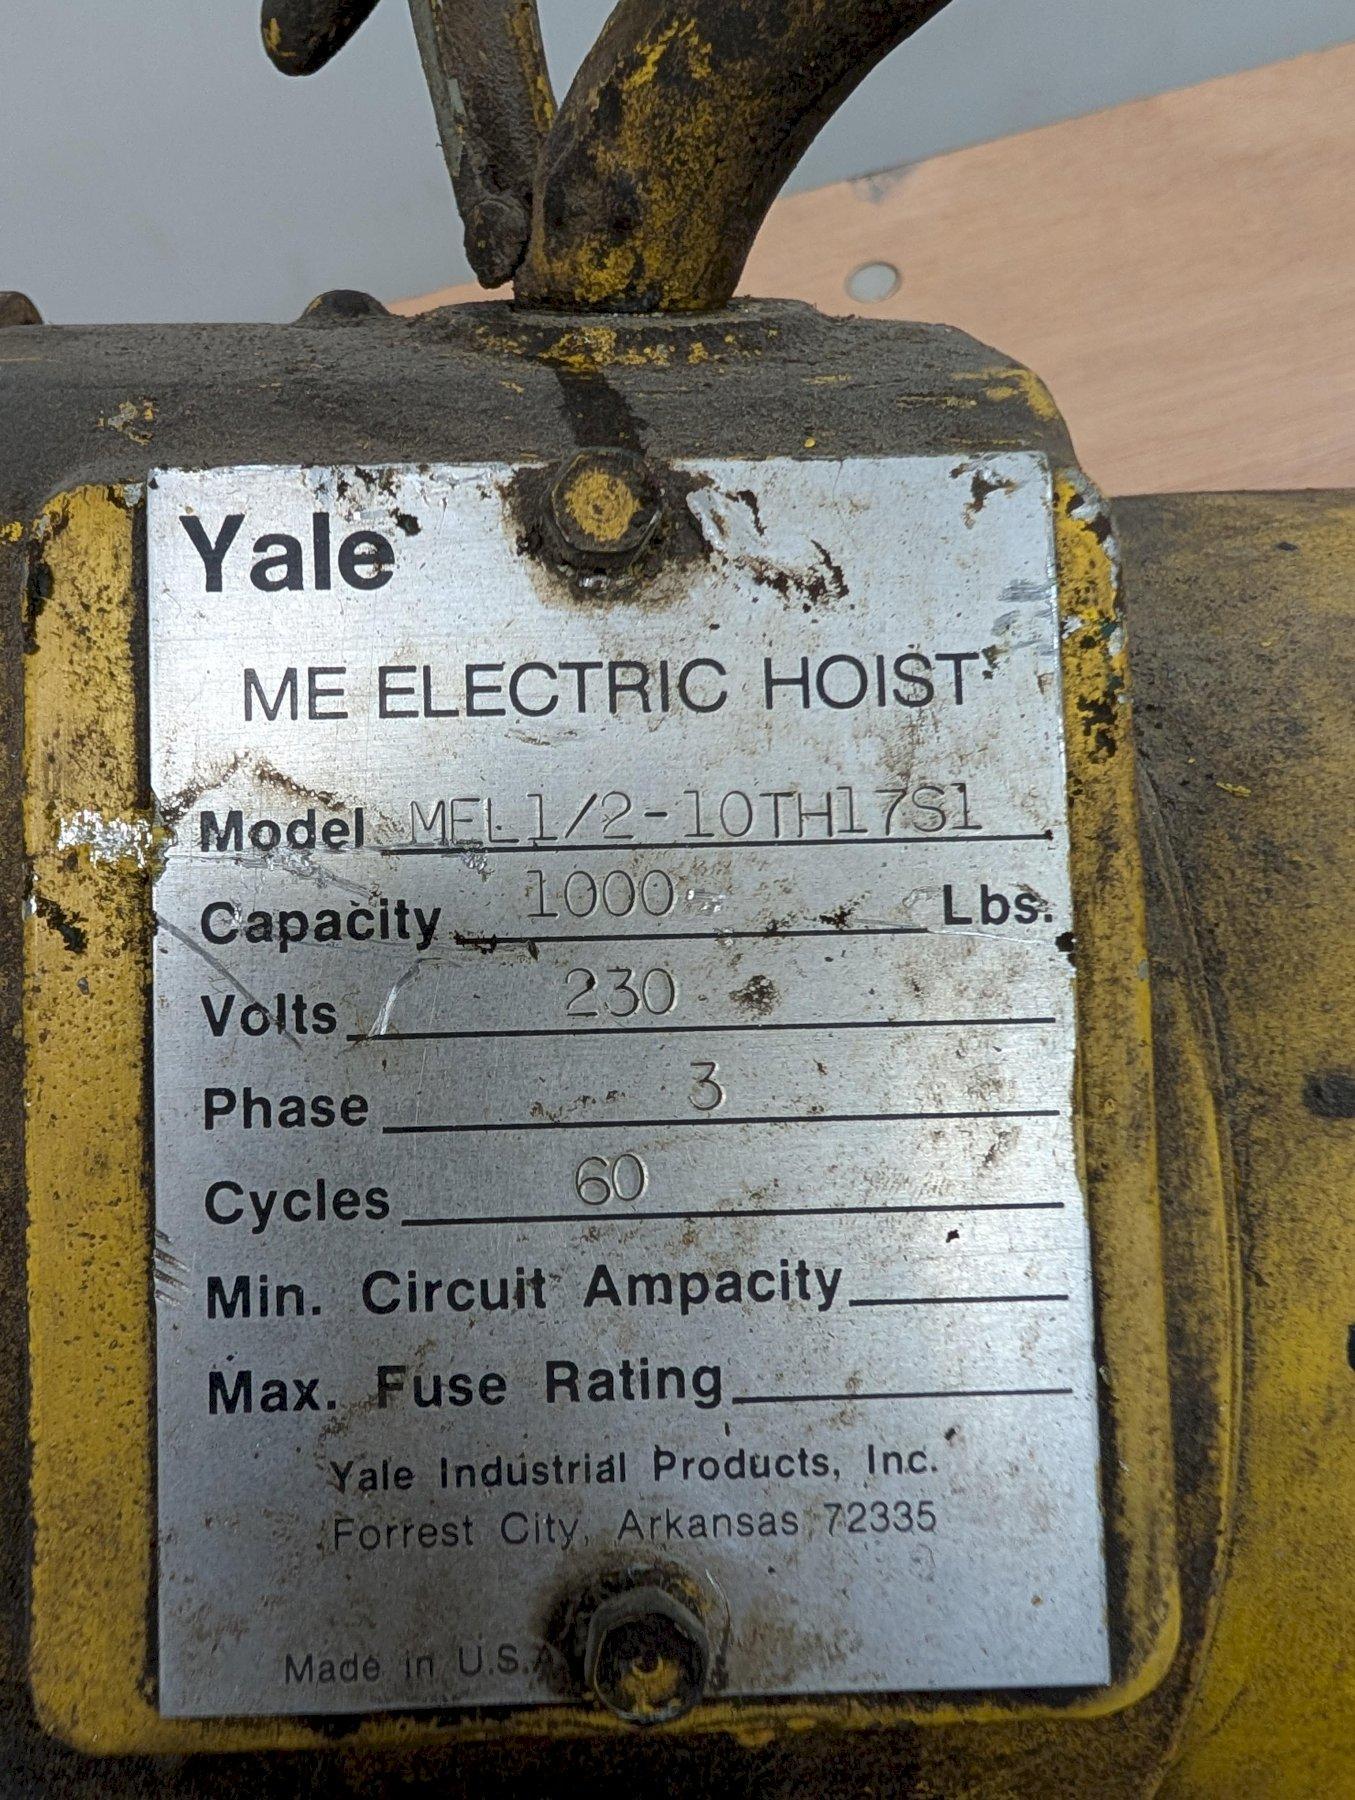 Yale
ME ELECTRIC HOIST
Model MEL1/2-10TH17S1
Capacity 1000 Lbs.
Volts 230
Phase 3
Cycles 60
Min. Circuit Ampacity
Max. Fuse Rating
Yale Industrial Products, Inc.
Forrest City, Arkansas 72335
Made in U.S.A